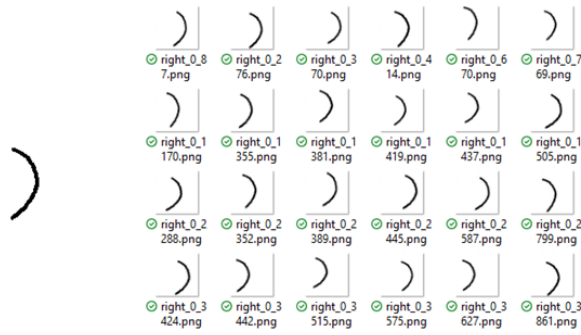 right_0_8 right_0_2 right_0_3 right_0_4 right_0_6 right_0_7
7.png 76.png 70.png 14.png 70.png 69.png
right_0_1 right_0_1 right_0_1 right_0_1 right_0_1 right_0_1
170.png 355.png 381.png 419.png 437.png 505.png
right_0_2 right_0_2 right_0_2 right_0_2 right_0_2 right_0_2
288.png 352.png 389.png 445.png 587.png 799.png
right_0_3 right_0_3 right_0_3 right_0_3 right_0_3 right_0_3
424.png 442.png 515.png 575.png 627.png 861.png